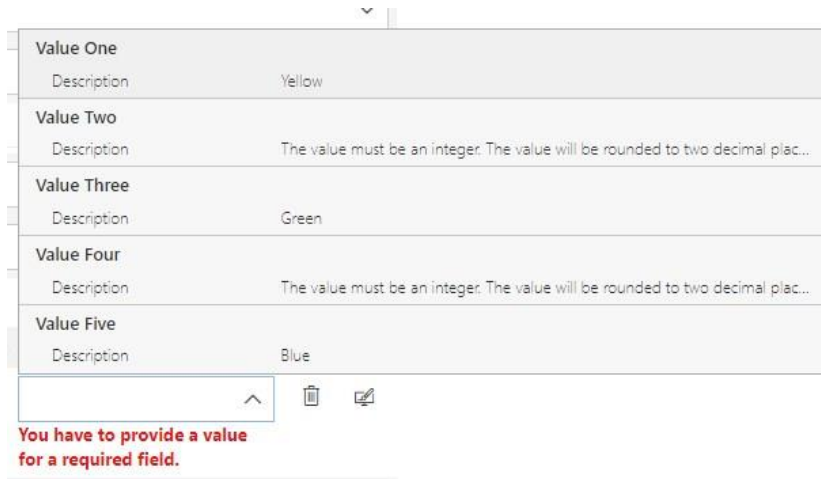 Value One
Description Yellow
Value Two
Description The value must be an integer. The value will be rounded to two decimal plac...
Value Three
Description Green
Value Four
Description The value must be an integer. The value will be rounded to two decimal plac...
Value Five
Description Blue
You have to provide a value
for a required field.